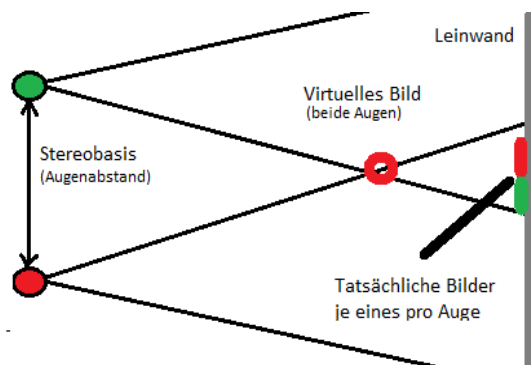 Leinwand
Virtuelles Bild
(beide Augen)
Stereobasis
(Augenabstand)
Tatsächliche Bilder
je eines pro Auge